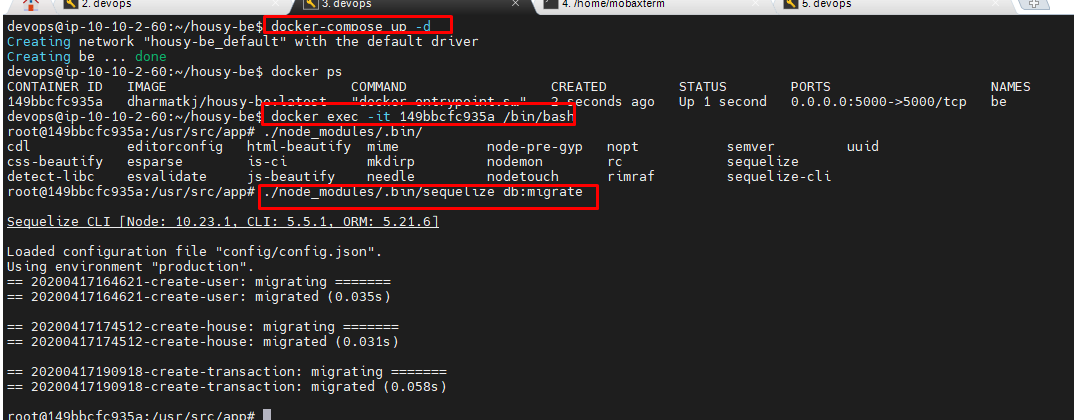 2. devops 3. devops 4. /home/mobaxterm 5. devops
devops@ip-10-10-2-60:~/housy-be$ docker-compose up -d
Creating network "housy-be_default" with the default driver
Creating be ... done
devops@ip-10-10-2-60:~/housy-be$ docker ps
CONTAINER ID IMAGE COMMAND CREATED STATUS PORTS NAMES
149bbcfc935a dharmatkj/housy-be:latest "docker-entrypoint.s…" 2 seconds ago Up 1 second 0.0.0.0:5000->5000/tcp be
devops@ip-10-10-2-60:~/housy-be$ docker exec -it 149bbcfc935a /bin/bash
root@149bbcfc935a:/usr/src/app# ./node_modules/.bin/
cdl editorconfig html-beautify mime node-pre-gyp nopt semver uuid
css-beautify esparse is-ci mkdirp nodemon rc sequelize
detect-libc esvalidate js-beautify needle nodetouch rimraf sequelize-cli
root@149bbcfc935a:/usr/src/app# ./node_modules/.bin/sequelize db:migrate
Sequelize CLI [Node: 10.23.1, CLI: 5.5.1, ORM: 5.21.6]
Loaded configuration file "config/config.json".
Using environment "production".
== 20200417164621-create-user: migrating =======
== 20200417164621-create-user: migrated (0.035s)
== 20200417174512-create-house: migrating =======
== 20200417174512-create-house: migrated (0.031s)
== 20200417190918-create-transaction: migrating =======
== 20200417190918-create-transaction: migrated (0.058s)
root@149bbcfc935a:/usr/src/app#